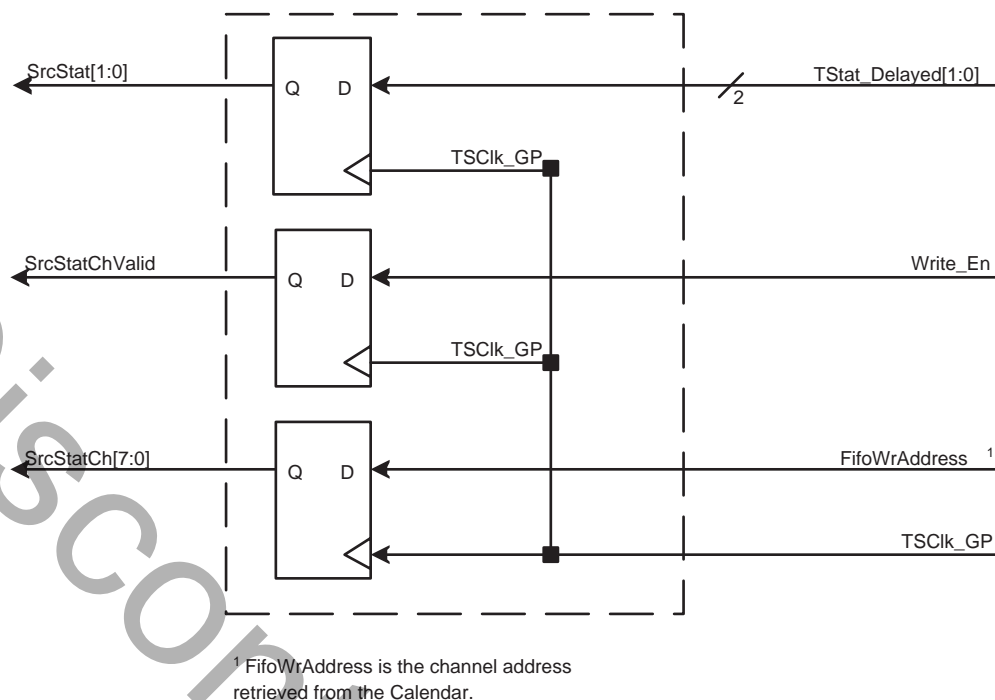 SrcStat[1:0]
Q D
TStat_Delayed[1:0]
2
TSClk_GP
SrcStatChValid
Q D
Write_En
TSClk_GP
SrcStatCh[7:0]
Q D
FifoWrAddress 1
TSClk_GP
1 FifoWrAddress is the channel address
retrieved from the Calendar.